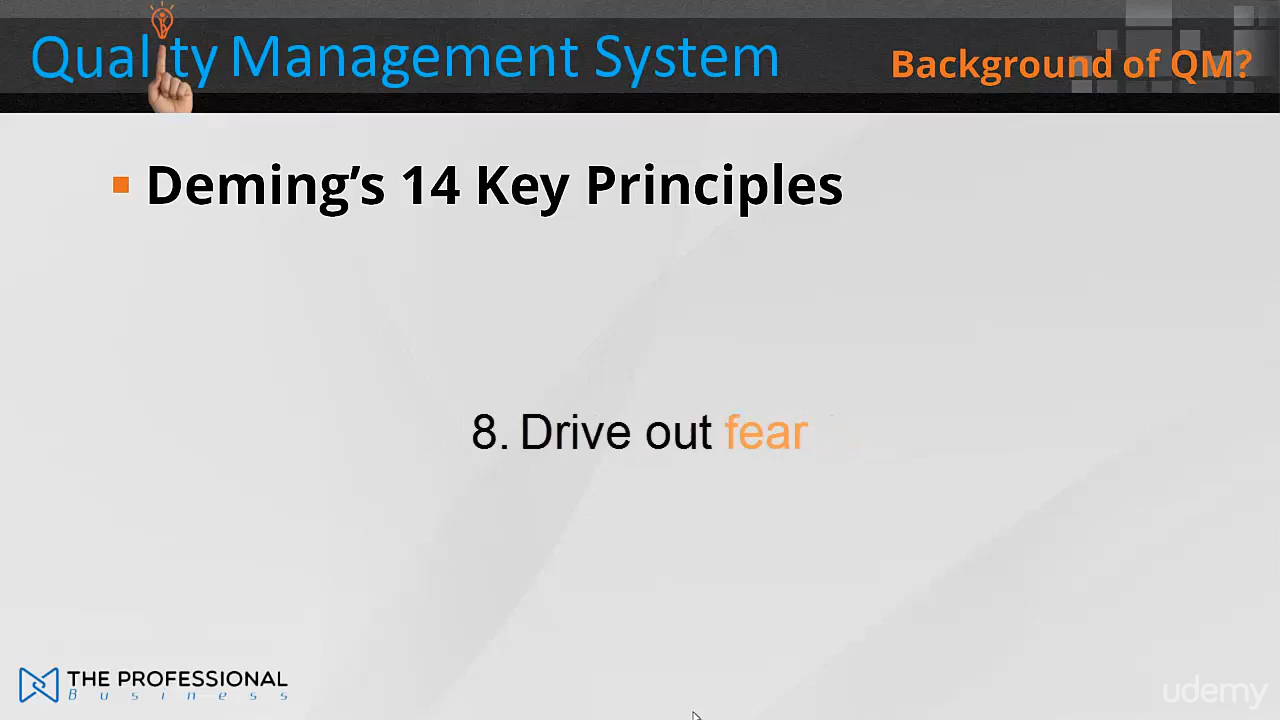 Quality Management System
Background of QM?
Deming’s 14 Key Principles
8. Drive out fear
THE PROFESSIONAL
Business
udemy